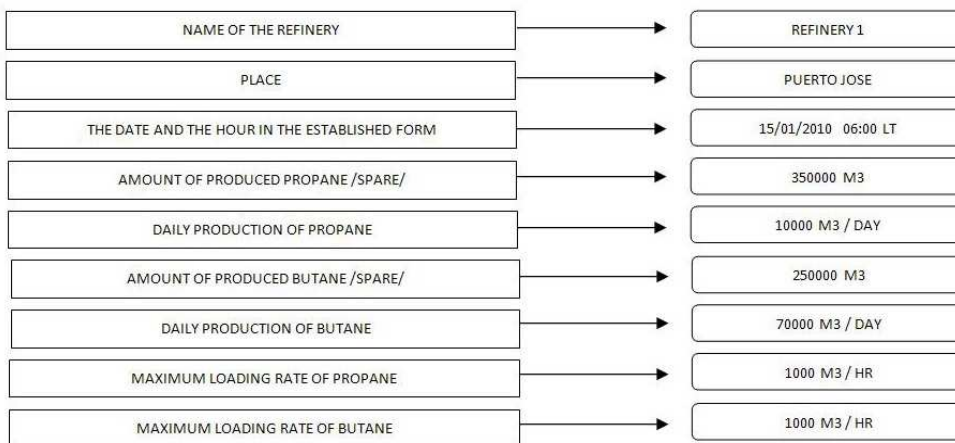 NAME OF THE REFINERY REFINERY 1
PLACE PUERTO JOSE
THE DATE AND THE HOUR IN THE ESTABLISHED FORM 15/01/2010 06:00 LT
AMOUNT OF PRODUCED PROPANE /SPARE/ 350000 M3
DAILY PRODUCTION OF PROPANE 10000 M3 / DAY
AMOUNT OF PRODUCED BUTANE /SPARE/ 250000 M3
DAILY PRODUCTION OF BUTANE 70000 M3 / DAY
MAXIMUM LOADING RATE OF PROPANE 1000 M3 / HR
MAXIMUM LOADING RATE OF BUTANE 1000 M3 / HR